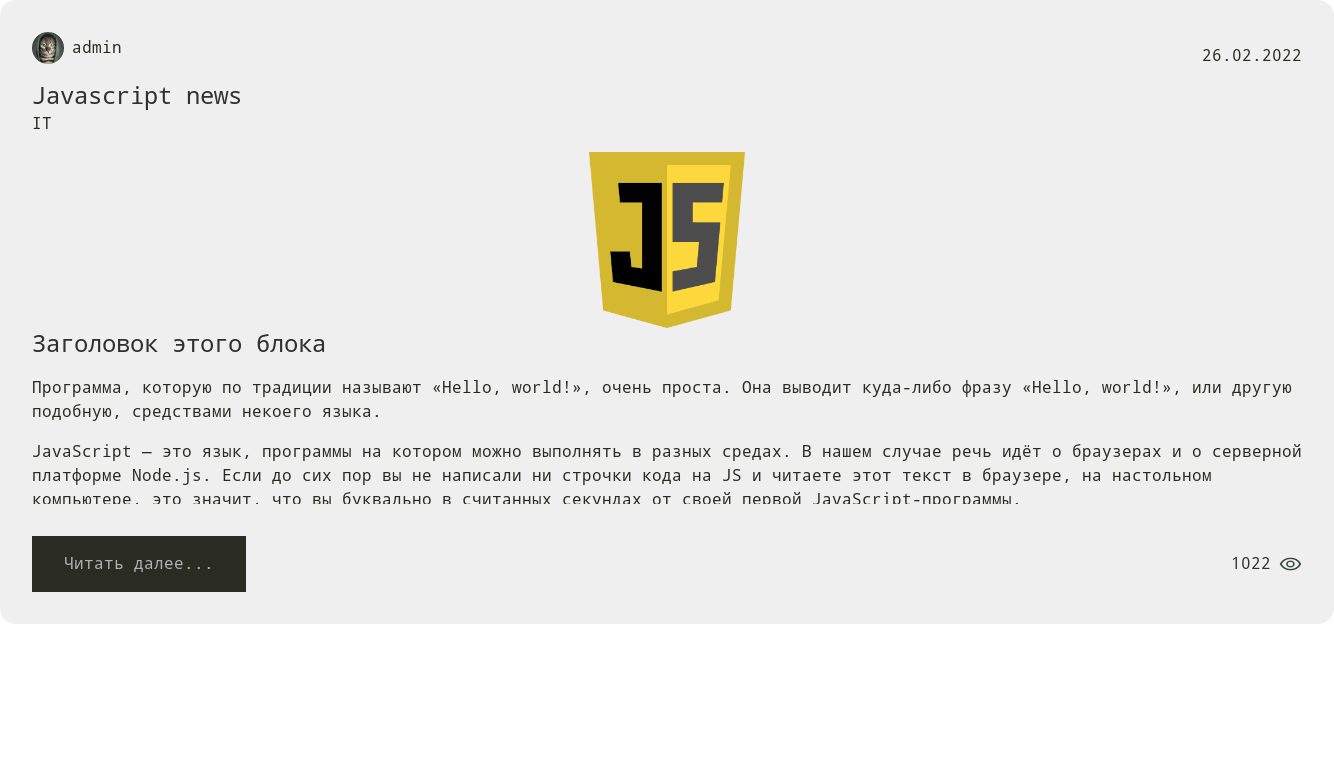 admin
26.02.2022
Javascript news
IT
JS
Заголовок этого блока
Программа, которую по традиции называют «Hello, world!», очень проста. Она выводит куда-либо фразу «Hello, world!», или другую
подобную, средствами некоего языка.
JavaScript — это язык, программы на котором можно выполнять в разных средах. В нашем случае речь идёт о браузерах и о серверной
платформе Node.js. Если до сих пор вы не написали ни строчки кода на JS и читаете этот текст в браузере, на настольном
компьютере, это значит, что вы буквально в считанных секундах от своей первой JavaScript-программы.
Читать далее...
1022